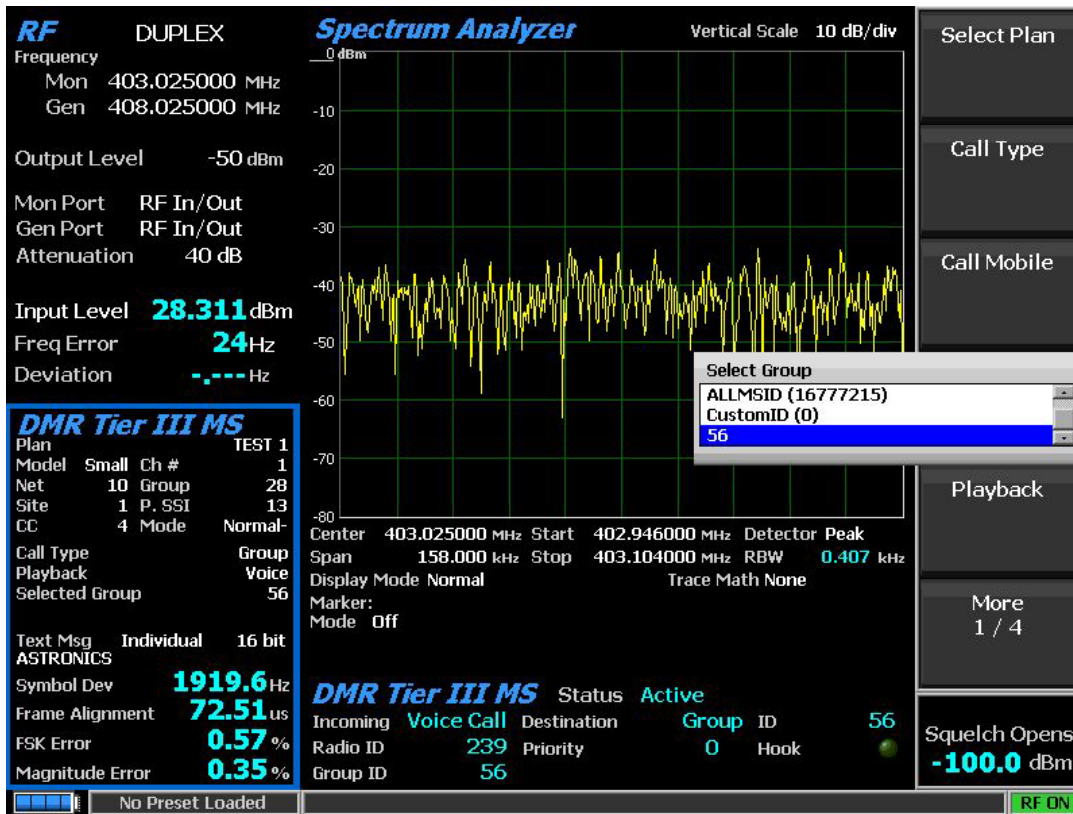 RF DUPLEX
Frequency
Mon 403.025000 MHz
Gen 408.025000 MHz
Output Level -50 dBm
Mon Port RF In/Out
Gen Port RF In/Out
Attenuation 40 dB
Input Level 28.311 dBm
Freq Error 24 Hz
Deviation -.--- Hz
DMR Tier III MS
Plan TEST 1
Model Small Ch # 1
Net 10 Group 28
Site 1 P. SSI 13
CC 4 Mode Normal-
Call Type Group
Playback Voice
Selected Group 56
Text Msg Individual 16 bit
ASTRONICS
Symbol Dev 1919.6 Hz
Frame Alignment 72.51 us
FSK Error 0.57 %
Magnitude Error 0.35 %
Spectrum Analyzer Vertical Scale 10 dB/div
0 dBm
-10
-20
-30
-40
-50
-60
-70
-80
Center 403.025000 MHz Start 402.946000 MHz Detector Peak
Span 158.000 kHz Stop 403.104000 MHz RBW 0.407 kHz
Display Mode Normal Trace Math None
Marker:
Mode Off
DMR Tier III MS Status Active
Incoming Voice Call Destination Group ID 56
Radio ID 239 Priority 0 Hook
Group ID 56
Select Group
ALLMSID (16777215)
CustomID (0)
56
Select Plan
Call Type
Call Mobile
Playback
More
1 / 4
Squelch Opens
-100.0 dBm
No Preset Loaded
RF ON